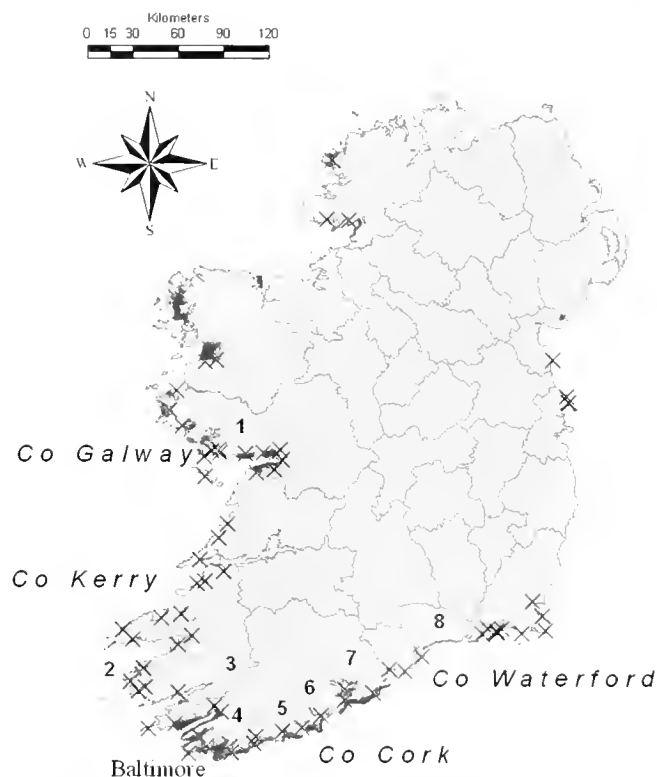 Kilometers
0 15 30 60 90 120
N
W E
S
1
Co Galway
Co Kerry
8
2 3 7
Co Waterford
6
5
4
Co Cork
Baltimore